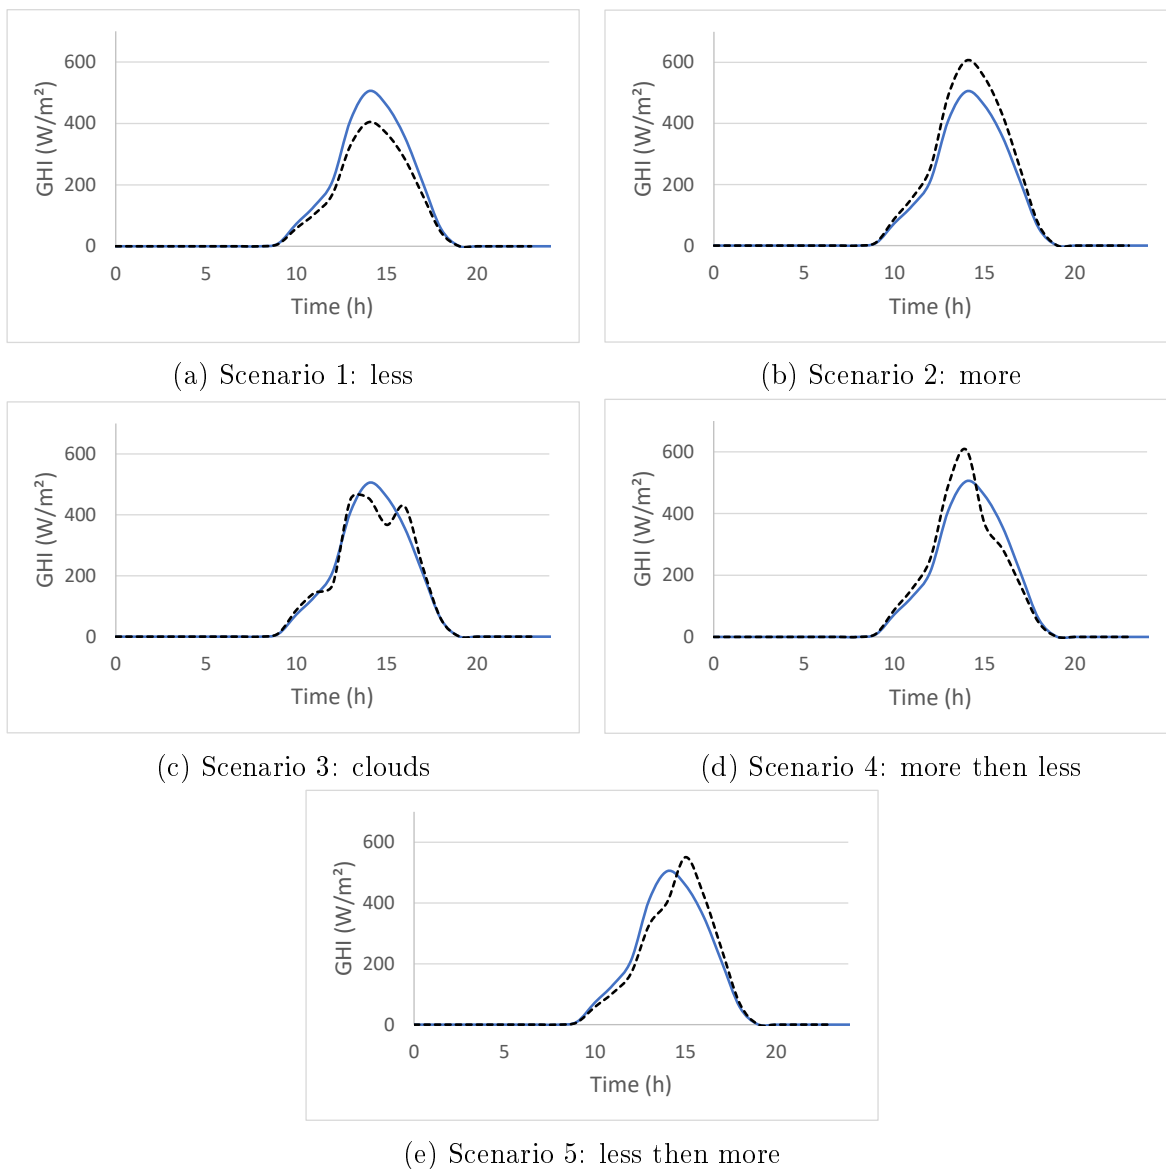 600
400
200
0
GHI (W/m²)
0 5 10 15 20
Time (h)
(a) Scenario 1: less
600
400
200
0
GHI (W/m²)
0 5 10 15 20
Time (h)
(b) Scenario 2: more
600
400
200
0
GHI (W/m²)
0 5 10 15 20
Time (h)
(c) Scenario 3: clouds
600
400
200
0
GHI (W/m²)
0 5 10 15 20
Time (h)
(d) Scenario 4: more then less
600
400
200
0
GHI (W/m²)
0 5 10 15 20
Time (h)
(e) Scenario 5: less then more